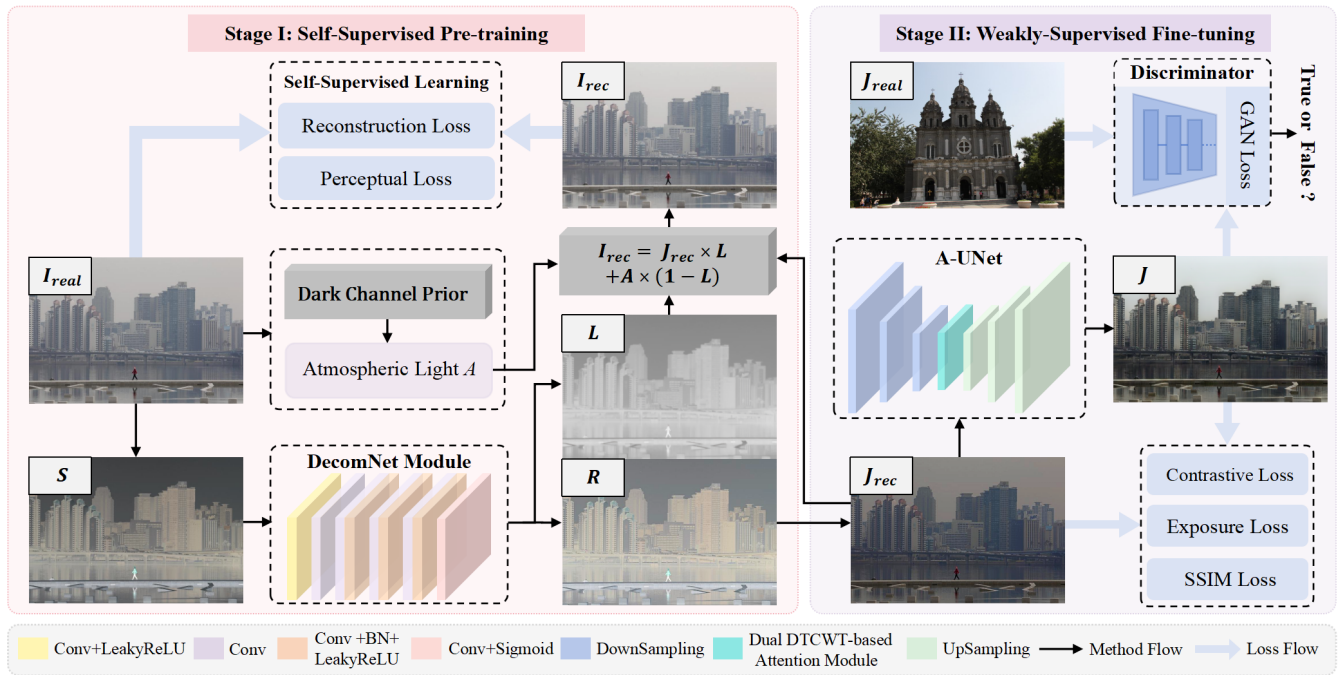 Stage I: Self-Supervised Pre-training
Self-Supervised Learning
Reconstruction Loss
Perceptual Loss
I_rec
I_real
Dark Channel Prior
Atmospheric Light A
I_rec = J_rec × L
+A × (1 − L)
L
S
DecomNet Module
R
Stage II: Weakly-Supervised Fine-tuning
J_real
Discriminator
GAN Loss
True or
False ?
A-UNet
J
J_rec
Contrastive Loss
Exposure Loss
SSIM Loss
Conv+LeakyReLU
Conv
Conv +BN+
LeakyReLU
Conv+Sigmoid
DownSampling
Dual DTCWT-based
Attention Module
UpSampling
Method Flow
Loss Flow